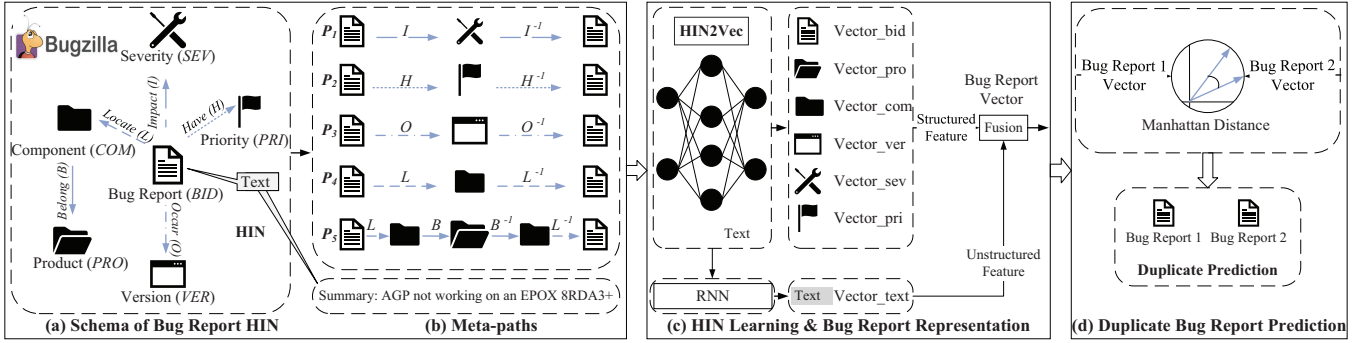 Bugzilla
Severity (SEV)
Impact (I)
Locate (L)
Have (H)
Component (COM)
Priority (PRI)
Bug Report (BID)
Text
Belong (B)
Occur (O)
HIN
Product (PRO)
Version (VER)
(a) Schema of Bug Report HIN
P1 I I-1
P2 H H-1
P3 O O-1
P4 L L-1
P5 L B B-1 L-1
Summary: AGP not working on an EPOX 8RDA3+
(b) Meta-paths
HIN2Vec
Text
RNN
Vector_bid
Vector_pro
Vector_com
Vector_ver
Vector_sev
Vector_pri
Text Vector_text
Bug Report
Vector
Structured
Feature
Fusion
Unstructured
Feature
(c) HIN Learning & Bug Report Representation
Bug Report 1
Vector
Bug Report 2
Vector
Manhattan Distance
Bug Report 1 Bug Report 2
Duplicate Prediction
(d) Duplicate Bug Report Prediction